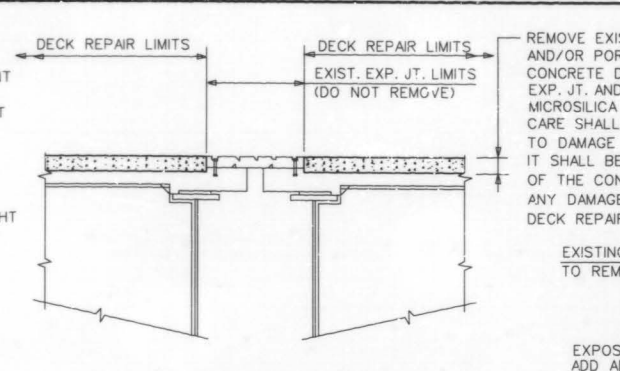 DECK REPAIR LIMITS
DECK REPAIR LIMITS
EXIST. EXP. JT. LIMITS
(DO NOT REMOVE)
REMOVE EXIS
AND/OR POR
CONCRETE D
EXP. JT. AND
MICROSILICA
CARE SHALL
TO DAMAGE
IT SHALL BE
OF THE CON
ANY DAMAGE
DECK REPAIR
EXISTING
TO REM
EXPOS
ADD A
HT